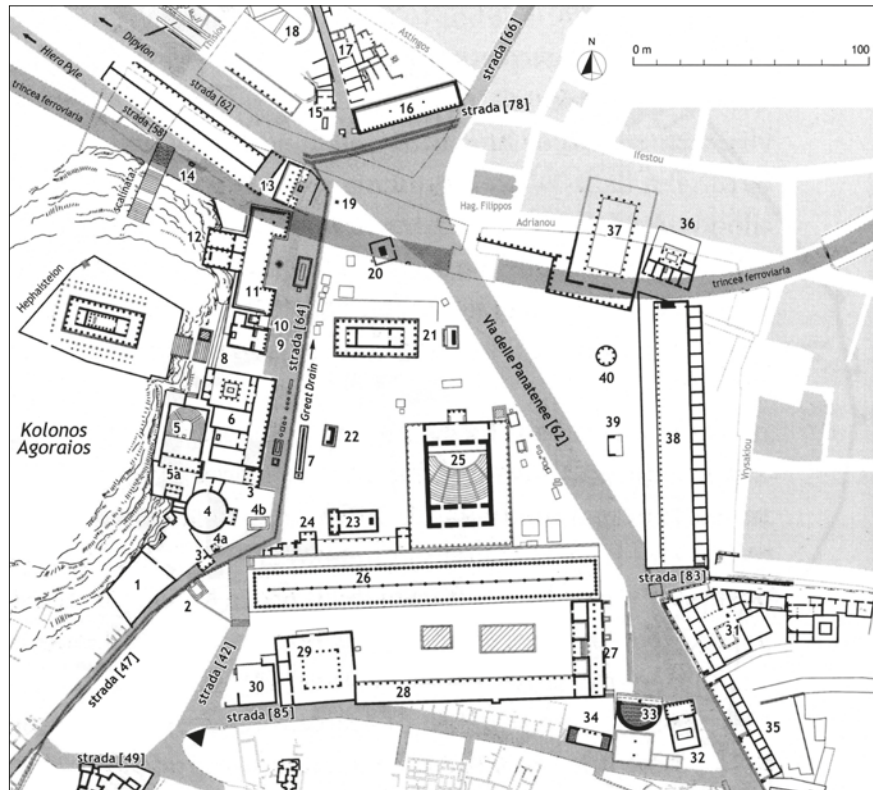 18
17
Thisiou
Astingos
strada [66]
N
0 m 100
Dipylon
Hiera Pyle
strada [62]
trincea ferroviaria
strada [58]
15
16
strada [78]
scalinata?
14
13
19
Ifestou
Hag. Filippos
Adrianou
12
20
37
36
trincea ferroviaria
Hephaisteion
11
10
9
strada [64]
21
Via delle Panatenee [62]
40
8
Great Drain
Kolonos
Agoraios
5
6
7
22
25
39
38
Vrysakiou
5a
3
4
4b
24
23
4a
3
1
2
26
strada [83]
31
strada [47]
strada [42]
29
30
28
27
strada [85]
34
33
32
35
strada [49]